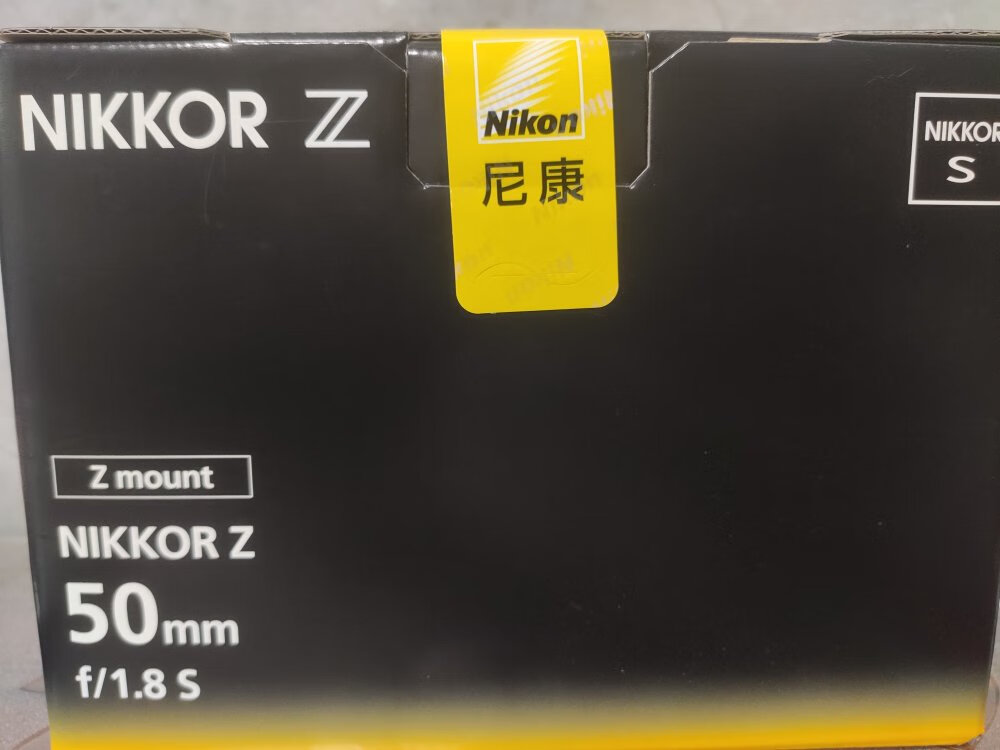 NIKKOR Z
Nikon
尼康
NIKKOR
S
Z mount
NIKKOR Z
50mm
f/1.8 S